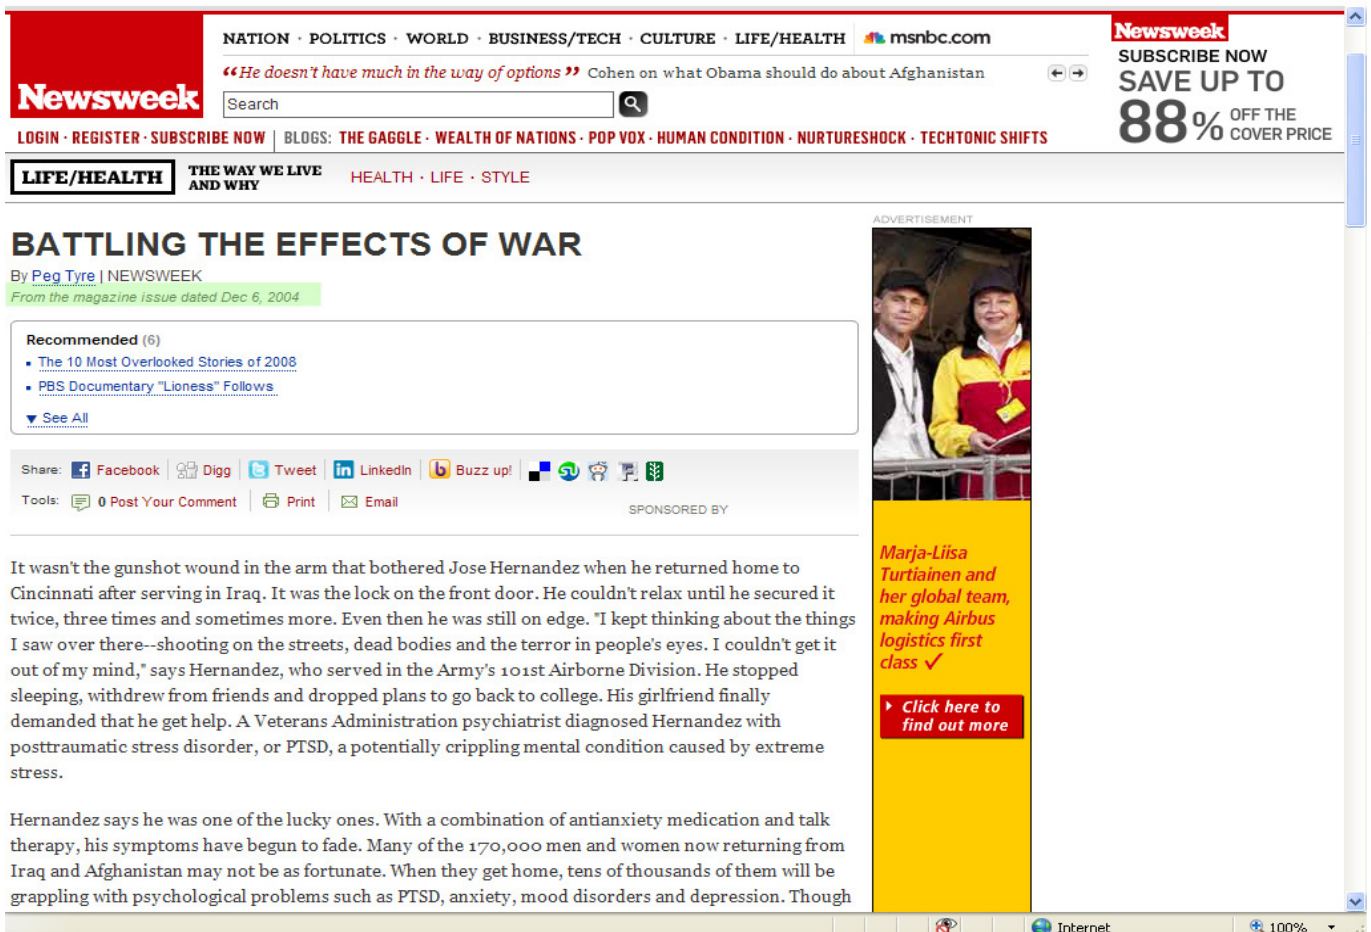 NATION · POLITICS · WORLD · BUSINESS/TECH · CULTURE · LIFE/HEALTH msnbc.com
“He doesn't have much in the way of options” Cohen on what Obama should do about Afghanistan
Newsweek
Search
LOGIN · REGISTER · SUBSCRIBE NOW | BLOGS: THE GAGGLE · WEALTH OF NATIONS · POP VOX · HUMAN CONDITION · NURTURESHOCK · TECHTONIC SHIFTS
Newsweek
SUBSCRIBE NOW
SAVE UP TO
88% OFF THE
COVER PRICE
LIFE/HEALTH THE WAY WE LIVE
AND WHY
HEALTH · LIFE · STYLE
BATTLING THE EFFECTS OF WAR
By Peg Tyre | NEWSWEEK
From the magazine issue dated Dec 6, 2004
Recommended (6)
The 10 Most Overlooked Stories of 2008
PBS Documentary "Lioness" Follows
See All
Share: Facebook Digg Tweet LinkedIn Buzz up!
Tools: 0 Post Your Comment Print Email
SPONSORED BY
It wasn't the gunshot wound in the arm that bothered Jose Hernandez when he returned home to
Cincinnati after serving in Iraq. It was the lock on the front door. He couldn't relax until he secured it
twice, three times and sometimes more. Even then he was still on edge. "I kept thinking about the things
I saw over there--shooting on the streets, dead bodies and the terror in people's eyes. I couldn't get it
out of my mind," says Hernandez, who served in the Army's 101st Airborne Division. He stopped
sleeping, withdrew from friends and dropped plans to go back to college. His girlfriend finally
demanded that he get help. A Veterans Administration psychiatrist diagnosed Hernandez with
posttraumatic stress disorder, or PTSD, a potentially crippling mental condition caused by extreme
stress.
Hernandez says he was one of the lucky ones. With a combination of antianxiety medication and talk
therapy, his symptoms have begun to fade. Many of the 170,000 men and women now returning from
Iraq and Afghanistan may not be as fortunate. When they get home, tens of thousands of them will be
grappling with psychological problems such as PTSD, anxiety, mood disorders and depression. Though
ADVERTISEMENT
Marja-Liisa
Turtiainen and
her global team,
making Airbus
logistics first
class ✓
Click here to
find out more
Internet
100%